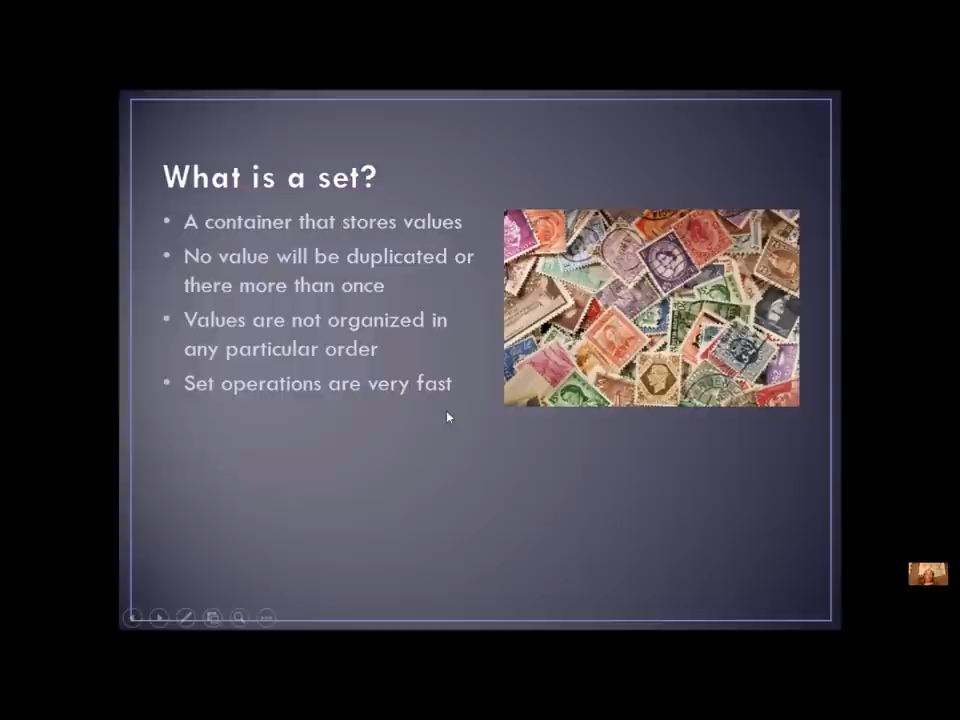 What is a set?
• A container that stores values
• No value will be duplicated or
there more than once
• Values are not organized in
any particular order
• Set operations are very fast